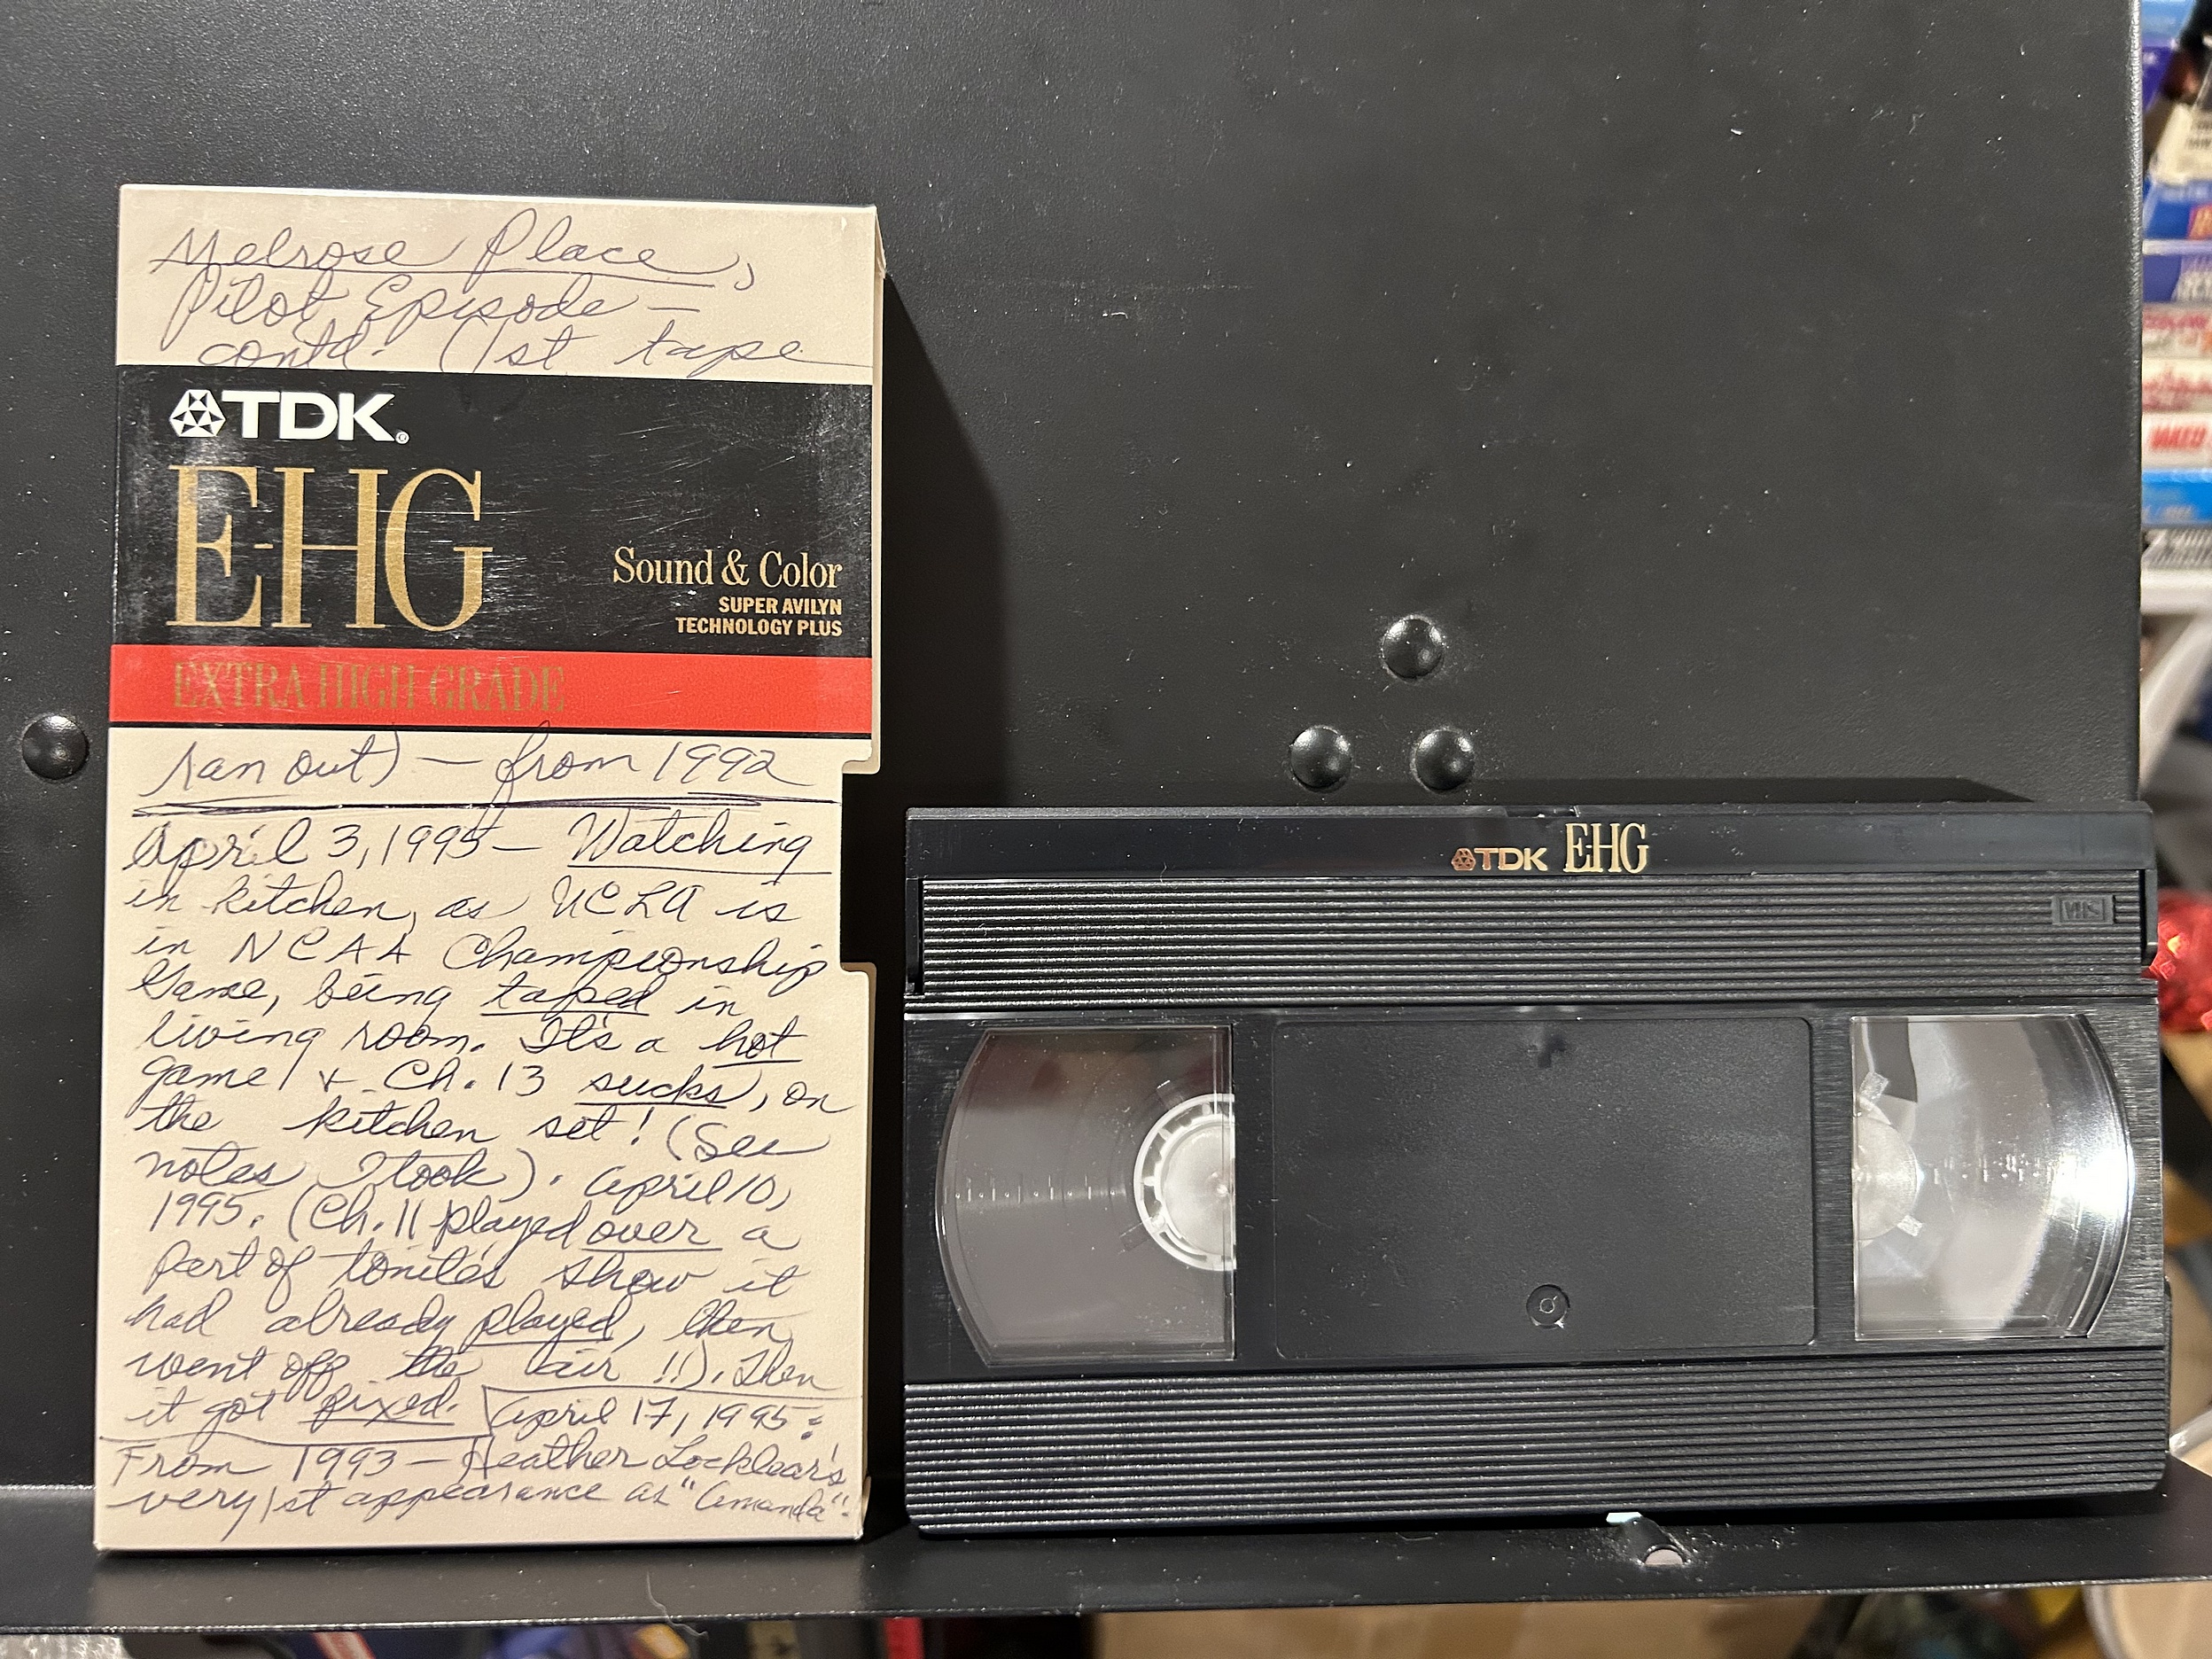 Melrose Place,
Pilot Episode —
contd. (1st tape
TDK®
E-HG
Sound & Color
SUPER AVILYN
TECHNOLOGY PLUS
EXTRA HIGH GRADE
ran out) — from 1992
April 3, 1995 — Watching
in kitchen, as UCLA is
in NCAA Championship
Game, being taped in
living room. It's a hot
game! & Ch. 13 sucks, on
the kitchen set! (See
notes I took). April 10,
1995. (Ch. 11 played over a
part of tonite's show it
had already played, then
went off the air!!). Then
it got fixed. April 17, 1995:
From 1993 — Heather Locklear's
very 1st appearance as "Amanda"!
TDK E-HG
VHS